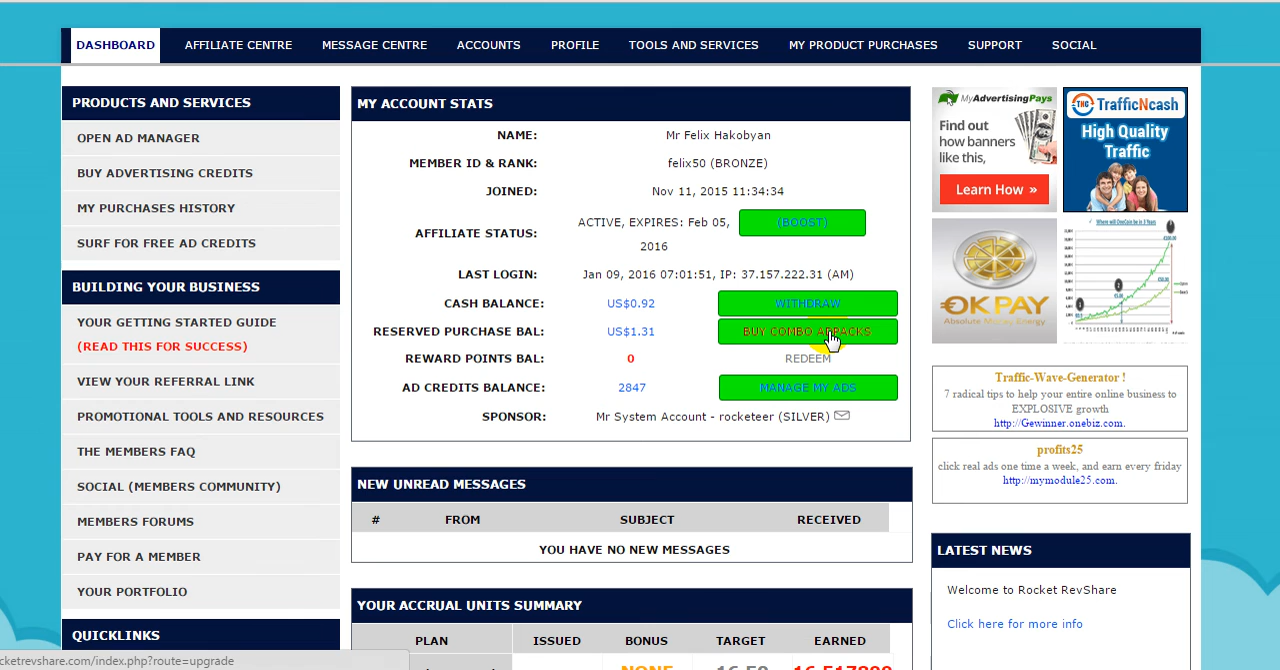 DASHBOARD AFFILIATE CENTRE MESSAGE CENTRE ACCOUNTS PROFILE TOOLS AND SERVICES MY PRODUCT PURCHASES SUPPORT SOCIAL
PRODUCTS AND SERVICES
OPEN AD MANAGER
BUY ADVERTISING CREDITS
MY PURCHASES HISTORY
SURF FOR FREE AD CREDITS
BUILDING YOUR BUSINESS
YOUR GETTING STARTED GUIDE
(READ THIS FOR SUCCESS)
VIEW YOUR REFERRAL LINK
PROMOTIONAL TOOLS AND RESOURCES
THE MEMBERS FAQ
SOCIAL (MEMBERS COMMUNITY)
MEMBERS FORUMS
PAY FOR A MEMBER
YOUR PORTFOLIO
QUICKLINKS
cketrevshare.com/index.php?route=upgrade
MY ACCOUNT STATS
NAME: Mr Felix Hakobyan
MEMBER ID & RANK: felix50 (BRONZE)
JOINED: Nov 11, 2015 11:34:34
AFFILIATE STATUS: ACTIVE, EXPIRES: Feb 05, 2016 (BOOST)
LAST LOGIN: Jan 09, 2016 07:01:51, IP: 37.157.222.31 (AM)
CASH BALANCE: US$0.92 WITHDRAW
RESERVED PURCHASE BAL: US$1.31 BUY COMBO ADPACKS
REWARD POINTS BAL: 0 REDEEM
AD CREDITS BALANCE: 2847 MANAGE MY ADS
SPONSOR: Mr System Account - rocketeer (SILVER)
NEW UNREAD MESSAGES
# FROM SUBJECT RECEIVED
YOU HAVE NO NEW MESSAGES
YOUR ACCRUAL UNITS SUMMARY
PLAN ISSUED BONUS TARGET EARNED
MyAdvertisingPays
Find out
how banners
like this,
Learn How »
TNC TrafficNcash
High Quality
Traffic
OKPAY
Absolute Money Energy
Where will OneCoin be in 3 Years
Traffic-Wave-Generator !
7 radical tips to help your entire online business to
EXPLOSIVE growth
http://Gewinner.onebiz.com.
profits25
click real ads one time a week, and earn every friday
http://mymodule25.com.
LATEST NEWS
Welcome to Rocket RevShare
Click here for more info